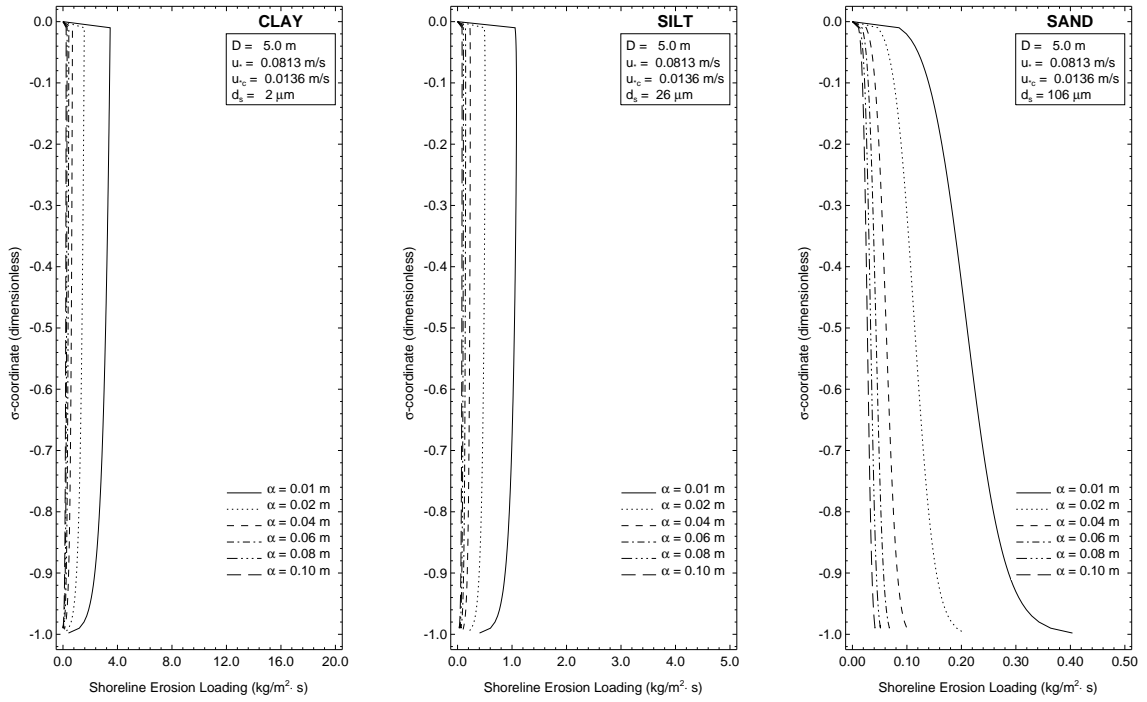 CLAY
D = 5.0 m
u* = 0.0813 m/s
u*c = 0.0136 m/s
ds = 2 μm
0.0
-0.1
-0.2
-0.3
-0.4
-0.5
-0.6
-0.7
-0.8
-0.9
-1.0
σ-coordinate (dimensionless)
α = 0.01 m
α = 0.02 m
α = 0.04 m
α = 0.06 m
α = 0.08 m
α = 0.10 m
0.0 4.0 8.0 12.0 16.0 20.0
Shoreline Erosion Loading (kg/m²· s)
SILT
D = 5.0 m
u* = 0.0813 m/s
u*c = 0.0136 m/s
ds = 26 μm
0.0
-0.1
-0.2
-0.3
-0.4
-0.5
-0.6
-0.7
-0.8
-0.9
-1.0
σ-coordinate (dimensionless)
α = 0.01 m
α = 0.02 m
α = 0.04 m
α = 0.06 m
α = 0.08 m
α = 0.10 m
0.0 1.0 2.0 3.0 4.0 5.0
Shoreline Erosion Loading (kg/m²· s)
SAND
D = 5.0 m
u* = 0.0813 m/s
u*c = 0.0136 m/s
ds = 106 μm
0.0
-0.1
-0.2
-0.3
-0.4
-0.5
-0.6
-0.7
-0.8
-0.9
-1.0
σ-coordinate (dimensionless)
α = 0.01 m
α = 0.02 m
α = 0.04 m
α = 0.06 m
α = 0.08 m
α = 0.10 m
0.00 0.10 0.20 0.30 0.40 0.50
Shoreline Erosion Loading (kg/m²· s)